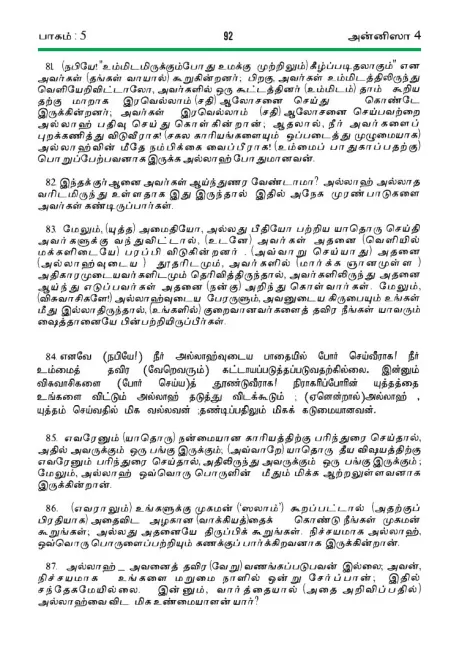 பாகம் : 5 92 அன்னிஸா 4
81. (நபியே! "உம்மிடமிருக்கும்போது உமக்கு முற்றிலும்) கீழ்ப்படிதலாகும்" என
அவர்கள் (தங்கள் வாயால்) கூறுகின்றனர்; பிறகு, அவர்கள் உம்மிடத்திலிருந்து
வெளியேறிவிட்டாலோ, அவர்களில் ஒரு கூட்டத்தினர் (உம்மிடம்) தாம் கூறிய
தற்கு மாறாக இரவெல்லாம் (சதி) ஆலோசனை செய்து கொண்டே
இருக்கின்றனர்; அவர்கள் இரவெல்லாம் (சதி) ஆலோசனை செய்பவற்றை
அல்லாஹ் பதிவு செய்து கொள்கின்றான்; ஆதலால், நீர் அவர்களைப்
புறக்கணித்து விடுவீராக! (சகல காரியங்களையும் ஒப்படைத்து முழுமையாக)
அல்லாஹ்வின் மீதே நம்பிக்கை வைப்பீராக! (உம்மைப் பாதுகாப்பதற்கு)
பொறுப்பேற்பவனாக இருக்க அல்லாஹ் போதுமானவன்.
82. இந்தக்குர்ஆனை அவர்கள் ஆய்ந்துணர வேண்டாமா? அல்லாஹ் அல்லாத
வரிடமிருந்து உள்ளதாக இது இருந்தால் இதில் அநேக முரண்பாடுகளை
அவர்கள் கண்டிருப்பார்கள்.
83. மேலும், (யுத்த) அமைதியோ, அல்லது பீதியோ பற்றிய யாதொரு செய்தி
அவர்களுக்கு வந்துவிட்டால், (உடனே) அவர்கள் அதனை (வெளியில்
மக்களிடையே) பரப்பி விடுகின்றனர் . (அவ்வாறு செய்யாது) அதனை
(அல்லாஹ்வுடைய ) தூதரிடமும், அவர்களில் (மார்க்க ஞானமுள்ள )
அதிகாரமுடையவர்களிடமும் தெரிவித்திருந்தால், அவர்களிலிருந்து அதனை
ஆய்ந்து எடுப்பவர்கள் அதனை (நன்கு) அறிந்து கொள்வார்கள். மேலும்,
(விசுவாசிகளே!) அல்லாஹ்வுடைய பேரருளும், அவனுடைய கிருபையும் உங்கள்
மீது இல்லாதிருந்தால், (உங்களில்) குறைவானவர்களைத் தவிர நீங்கள் யாவரும்
ஷைத்தானையே பின்பற்றியிருப்பீர்கள்.
84. எனவே (நபியே!) நீர் அல்லாஹ்வுடைய பாதையில் போர் செய்வீராக! நீர்
உம்மைத் தவிர (வேறெவரும்) கட்டாயப்படுத்தப்படுவதற்கில்லை. இன்னும்
விசுவாசிகளை (போர் செய்ய)த் தூண்டுவீராக! நிராகரிப்போரின் யுத்தத்தை
உங்களை விட்டும் அல்லாஹ் தடுத்து விடக்கூடும் ; (ஏனென்றால்)அல்லாஹ் ,
யுத்தம் செய்வதில் மிக வல்லவன் ;தண்டிப்பதிலும் மிகக் கடுமையானவன்.
85. எவரேனும் (யாதொரு) நன்மையான காரியத்திற்கு பரிந்துரை செய்தால்,
அதில் அவருக்கும் ஒரு பங்கு இருக்கும்; (அவ்வாறே) யாதொரு தீய விஷயத்திற்கு
எவரேனும் பரிந்துரை செய்தால், அதிலிருந்து அவருக்கும் ஒரு பங்கு இருக்கும்;
மேலும், அல்லாஹ் ஒவ்வொரு பொருளின் மீதும் மிக்க ஆற்றலுள்ளவனாக
இருக்கின்றான்.
86. (எவராலும்) உங்களுக்கு முகமன் ('ஸலாம்') கூறப்பட்டால் (அதற்குப்
பிரதியாக) அதைவிட அழகான (வாக்கியத்)தைக் கொண்டு நீங்கள் முகமன்
கூறுங்கள்; அல்லது அதனையே திருப்பிக் கூறுங்கள். நிச்சயமாக அல்லாஹ்,
ஒவ்வொரு பொருளைப்பற்றியும் கணக்குப் பார்க்கிறவனாக இருக்கின்றான்.
87. அல்லாஹ் _ அவனைத் தவிர (வேறு) வணங்கப்படுபவன் இல்லை; அவன்,
நிச்சயமாக உங்களை மறுமை நாளில் ஒன்று சேர்ப்பான்; இதில்
சந்தேகமேயில்லை. இன்னும், வார்த்தையால் (அதை அறிவிப்பதில்)
அல்லாஹ்வைவிட மிகஉண்மையாளன் யார்?